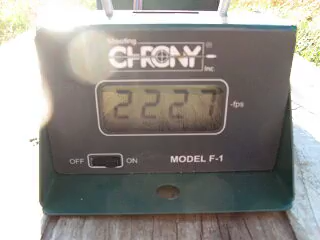 Shooting
CHRONY
Inc.
2227 -fps
OFF ON MODEL F-1